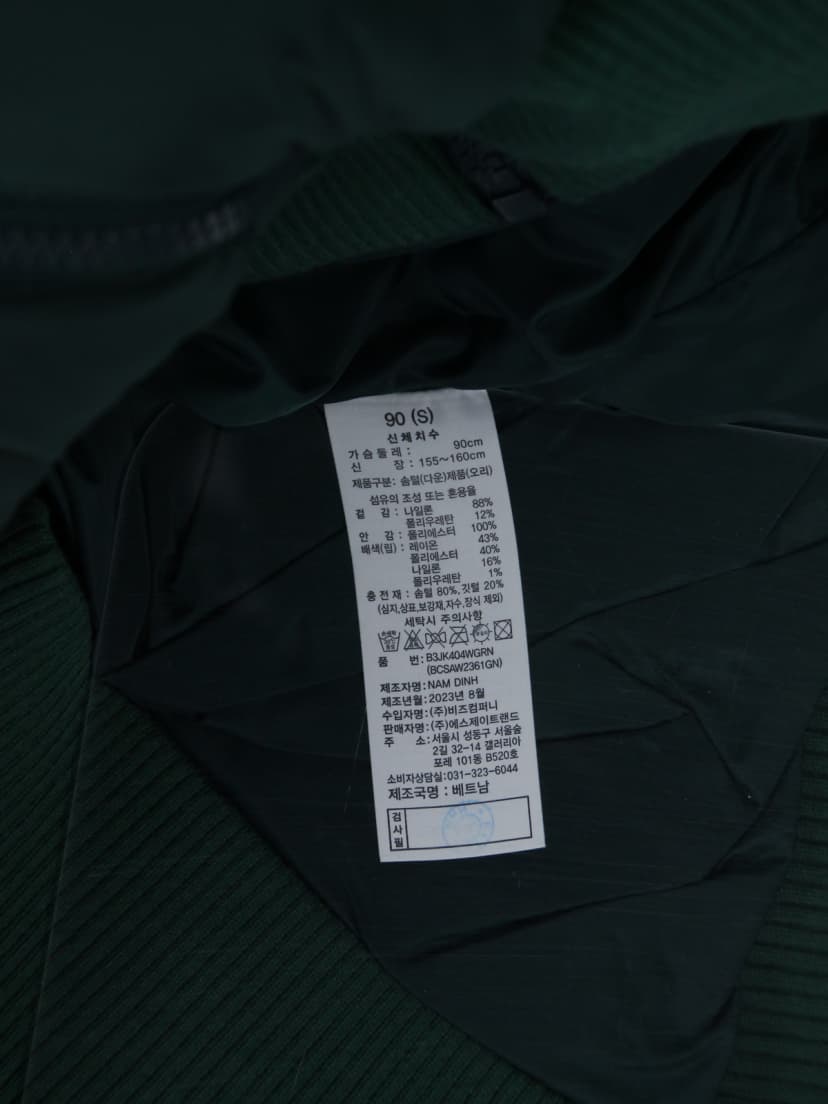 90 (S)
신체치수
가 슴 둘 레 : 90cm
신 장 : 155~160cm
제품구분: 솜털(다운)제품(오리)
섬유의 조성 또는 혼용율
겉 감 : 나일론 88%
폴리우레탄 12%
안 감 : 폴리에스터 100%
배색(립) : 레이온 43%
폴리에스터 40%
나일론 16%
폴리우레탄 1%
충 전 재 : 솜털 80%, 깃털 20%
(심지,상표,보강재,자수,장식 제외)
세탁시 주의사항
품 번: B3JK404WGRN
(BCSAW2361GN)
제조자명: NAM DINH
제조년월: 2023년 8월
수입자명: (주)비즈컴퍼니
판매자명: (주)에스제이트랜드
주 소: 서울시 성동구 서울숲
2길 32-14 갤러리아
포레 101동 B520호
소비자상담실: 031-323-6044
제조국명 : 베트남
검사필